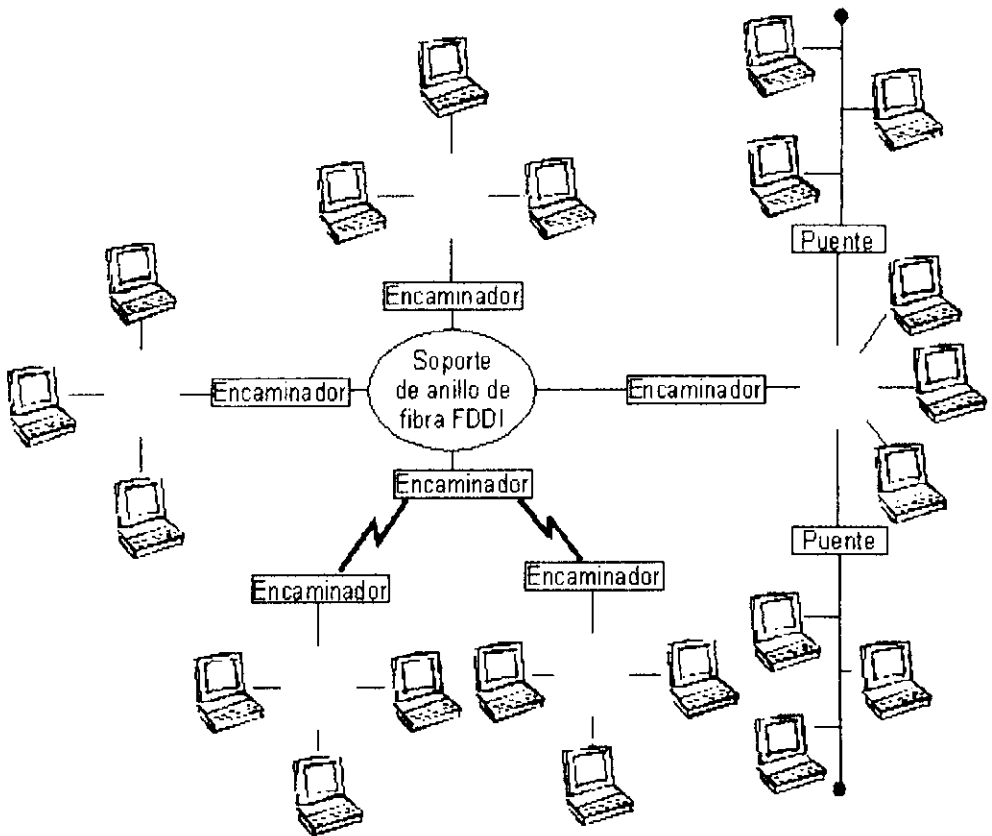 Puente
Encaminador
Soporte
de anillo de
fibra FDDI
Encaminador
Encaminador
Encaminador
Puente
Encaminador
Encaminador